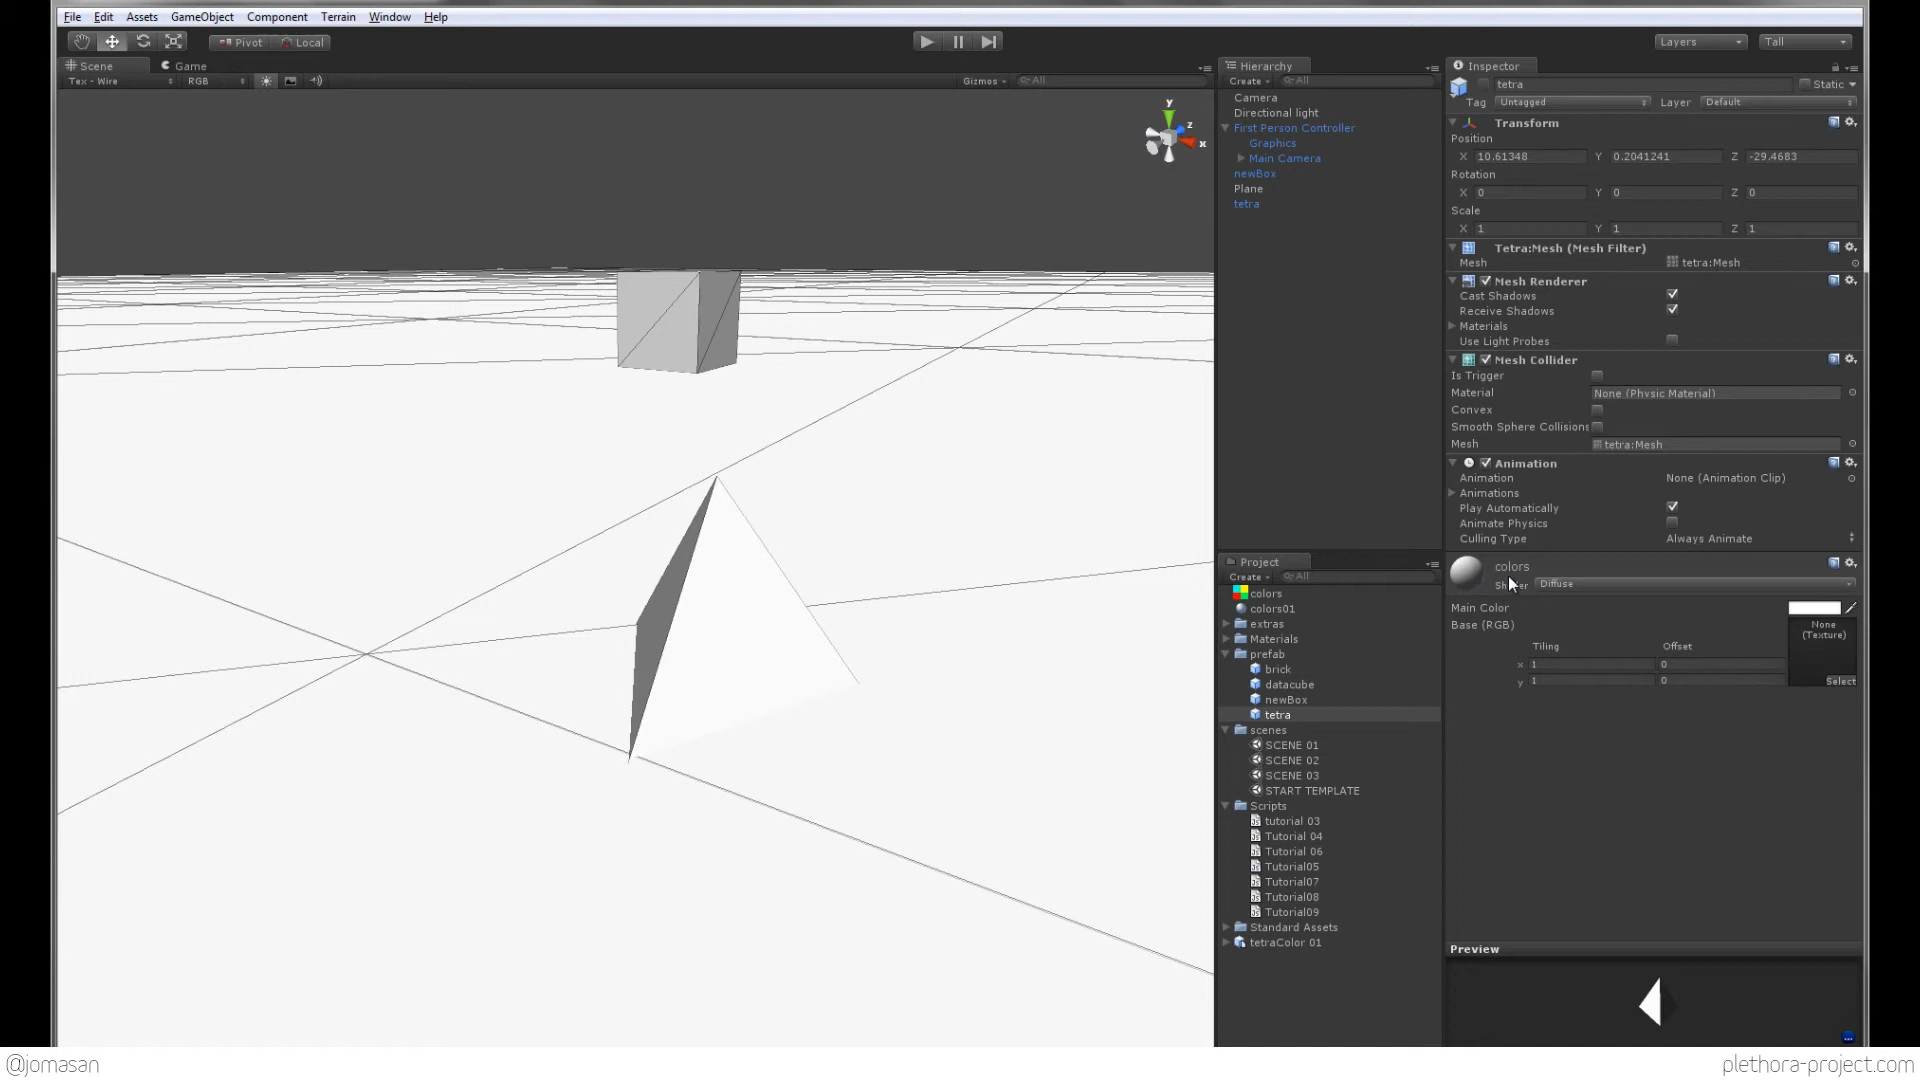 File Edit Assets GameObject Component Terrain Window Help
Pivot Local
Layers Tall
Scene Game
Tex - Wire RGB Gizmos All
y
z
x
Hierarchy
Create All
Camera
Directional light
First Person Controller
Graphics
Main Camera
newBox
Plane
tetra
Project
Create All
colors
colors01
extras
Materials
prefab
brick
datacube
newBox
tetra
scenes
SCENE 01
SCENE 02
SCENE 03
START TEMPLATE
Scripts
tutorial 03
Tutorial 04
Tutorial 06
Tutorial05
Tutorial07
Tutorial08
Tutorial09
Standard Assets
tetraColor 01
Inspector
tetra Static
Tag Untagged Layer Default
Transform
Position
X 10.61348 Y 0.2041241 Z -29.4683
Rotation
X 0 Y 0 Z 0
Scale
X 1 Y 1 Z 1
Tetra:Mesh (Mesh Filter)
Mesh tetra:Mesh
Mesh Renderer
Cast Shadows
Receive Shadows
Materials
Use Light Probes
Mesh Collider
Is Trigger
Material None (Physic Material)
Convex
Smooth Sphere Collisions
Mesh tetra:Mesh
Animation
Animation None (Animation Clip)
Animations
Play Automatically
Animate Physics
Culling Type Always Animate
colors
Diffuse
Main Color
Base (RGB) None
(Texture)
Tiling Offset
x 1 0
y 1 0 Select
Preview
@jomasan plethora-project.com